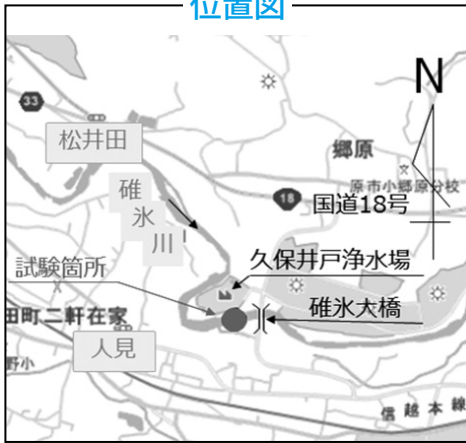 位置図
N
33
松井田
郷原
原市小郷原分校
18
国道18号
碓
氷
川
久保井戸浄水場
試験箇所
碓氷大橋
田町二軒在家
人見
野小
信越本線